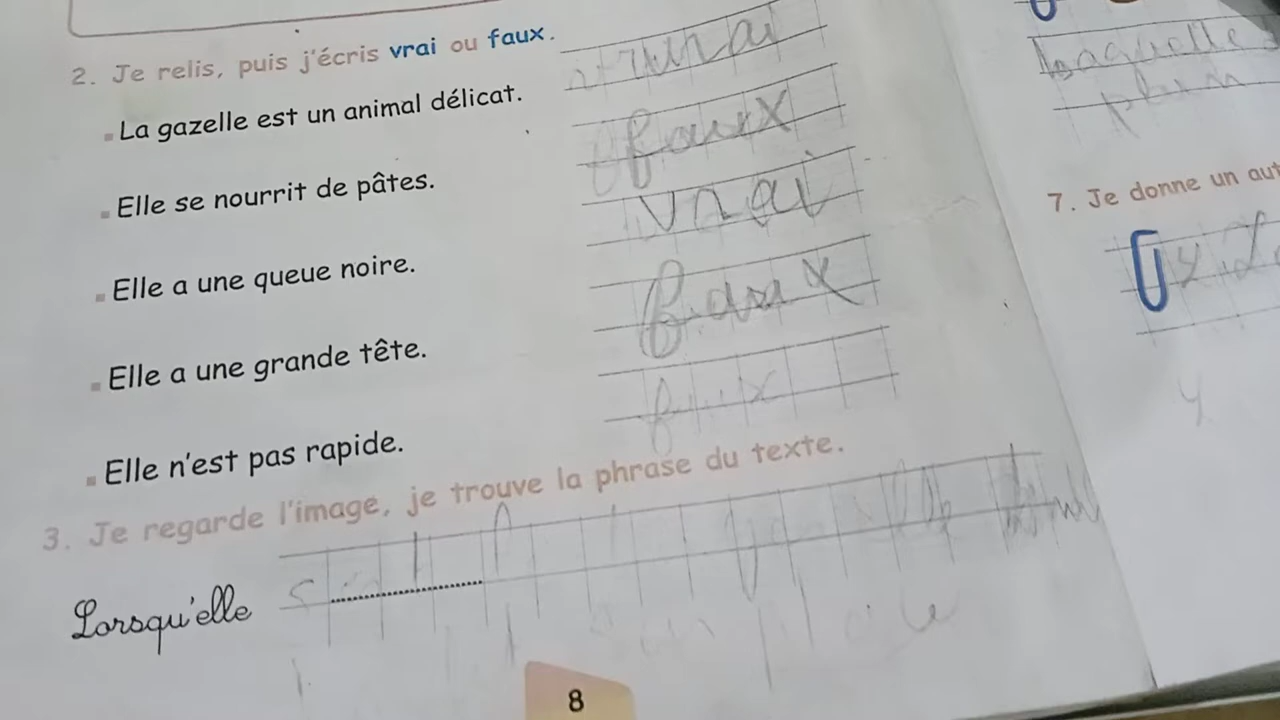 2. Je relis, puis j'écris vrai ou faux.
La gazelle est un animal délicat. vrai
Elle se nourrit de pâtes. faux
Elle a une queue noire. vrai
Elle a une grande tête. faux
Elle n'est pas rapide.
3. Je regarde l'image, je trouve la phrase du texte.
Lorsqu'elle
8
7. Je donne un aut